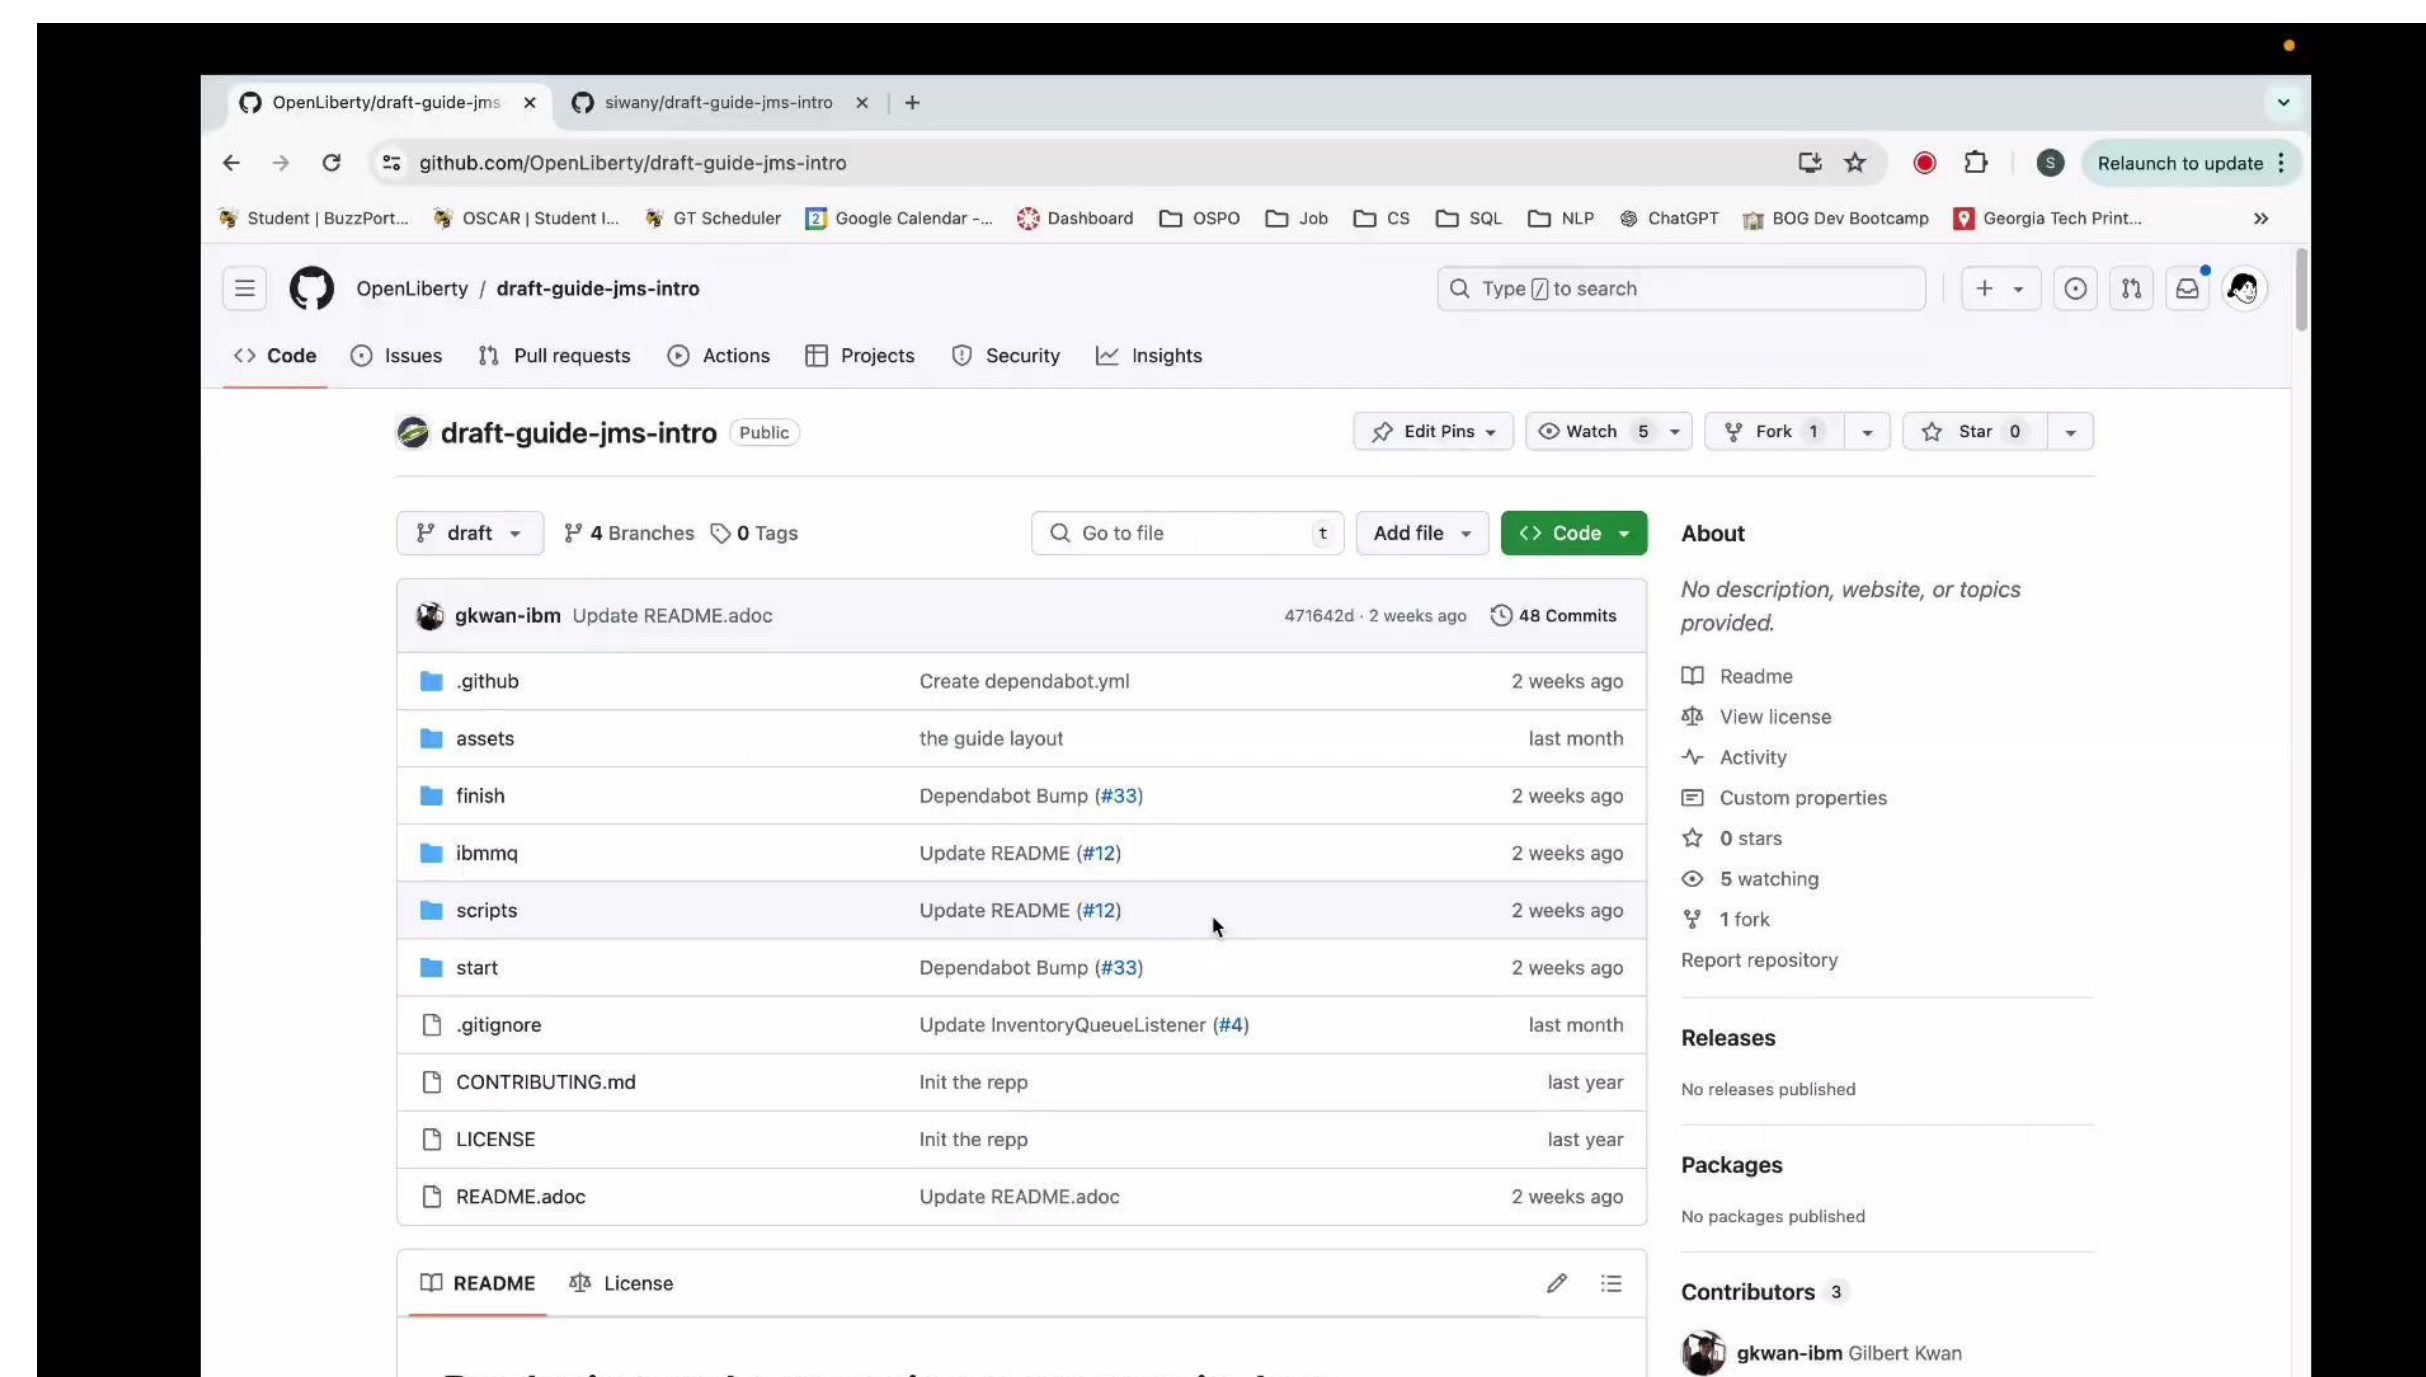 OpenLiberty/draft-guide-jms
siwany/draft-guide-jms-intro
github.com/OpenLiberty/draft-guide-jms-intro
S
Relaunch to update
Student | BuzzPort...
OSCAR | Student I...
GT Scheduler
2
Google Calendar -...
Dashboard
OSPO
Job
CS
SQL
NLP
ChatGPT
BOG Dev Bootcamp
Georgia Tech Print...
OpenLiberty / draft-guide-jms-intro
Type / to search
Code
Issues
Pull requests
Actions
Projects
Security
Insights
draft-guide-jms-intro
Public
Edit Pins
Watch 5
Fork 1
Star 0
draft
4 Branches
0 Tags
Go to file
t
Add file
Code
gkwan-ibm Update README.adoc
471642d · 2 weeks ago
48 Commits
.github Create dependabot.yml 2 weeks ago
assets the guide layout last month
finish Dependabot Bump (#33) 2 weeks ago
ibmmq Update README (#12) 2 weeks ago
scripts Update README (#12) 2 weeks ago
start Dependabot Bump (#33) 2 weeks ago
.gitignore Update InventoryQueueListener (#4) last month
CONTRIBUTING.md Init the repp last year
LICENSE Init the repp last year
README.adoc Update README.adoc 2 weeks ago
README
License
About
No description, website, or topics
provided.
Readme
View license
Activity
Custom properties
0 stars
5 watching
1 fork
Report repository
Releases
No releases published
Packages
No packages published
Contributors 3
gkwan-ibm Gilbert Kwan